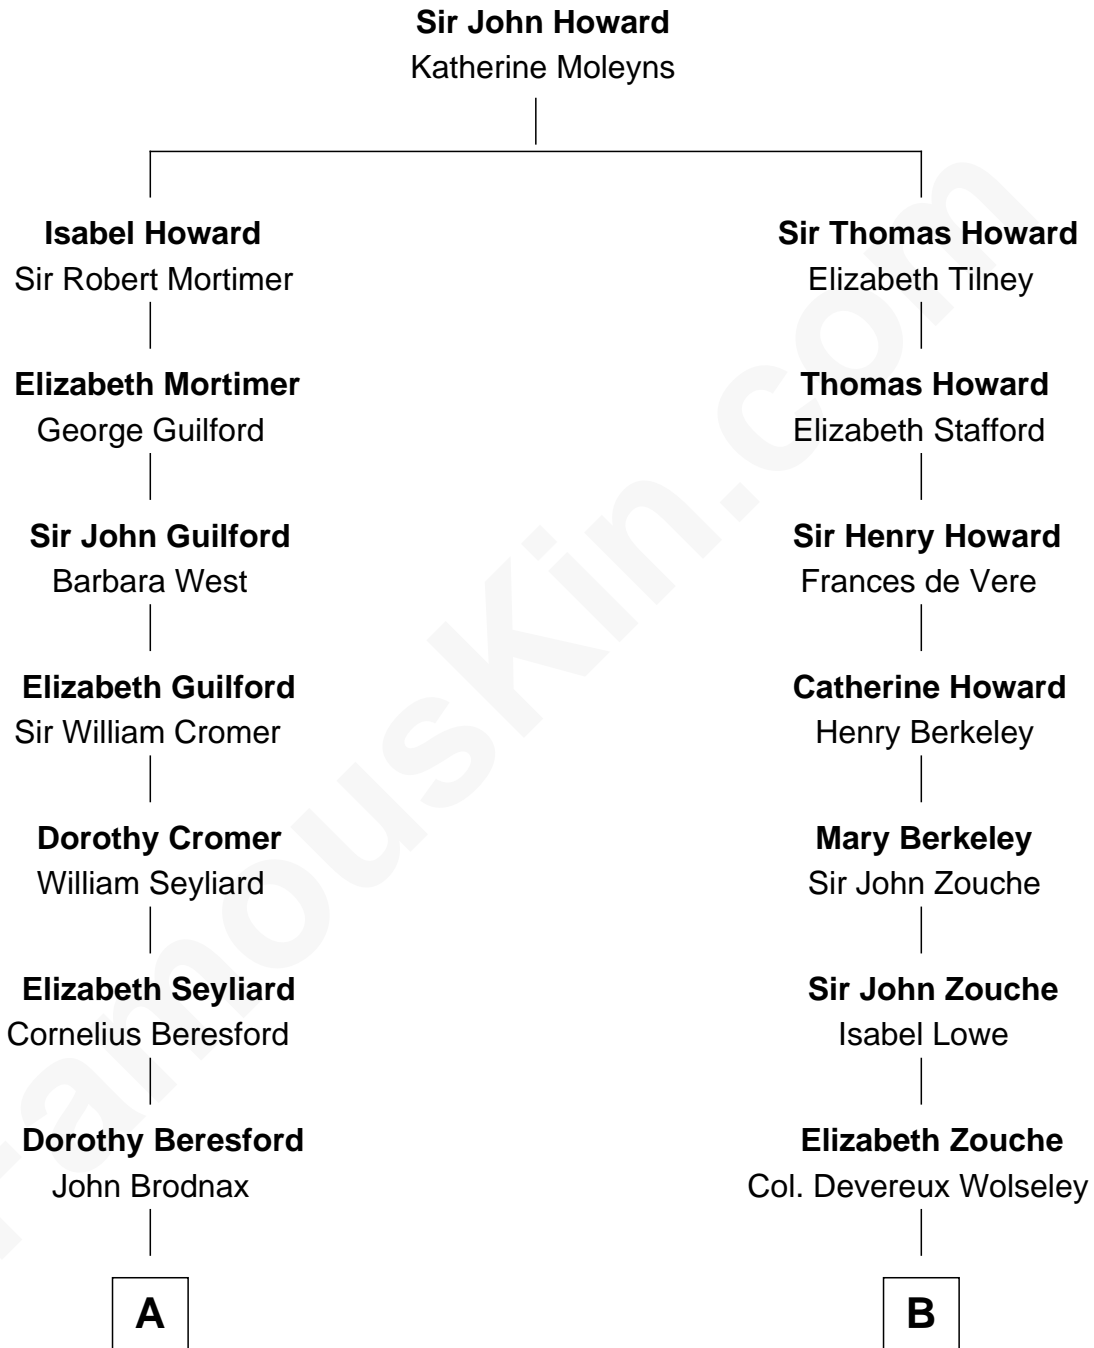 Sir John Howard
Katherine Moleyns
Isabel Howard
Sir Robert Mortimer
Sir Thomas Howard
Elizabeth Tilney
Elizabeth Mortimer
George Guilford
Thomas Howard
Elizabeth Stafford
Sir John Guilford
Barbara West
Sir Henry Howard
Frances de Vere
Elizabeth Guilford
Sir William Cromer
Catherine Howard
Henry Berkeley
Dorothy Cromer
William Seyliard
Mary Berkeley
Sir John Zouche
Elizabeth Seyliard
Cornelius Beresford
Sir John Zouche
Isabel Lowe
Dorothy Beresford
John Brodnax
Elizabeth Zouche
Col. Devereux Wolseley
A
B
FamousKin.com